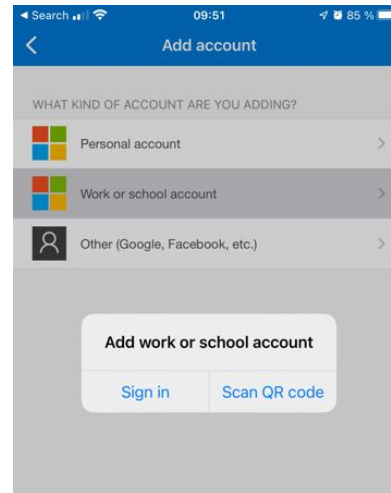 Search 09:51 85 %
Add account
WHAT KIND OF ACCOUNT ARE YOU ADDING?
Personal account
Work or school account
Other (Google, Facebook, etc.)
Add work or school account
Sign in Scan QR code